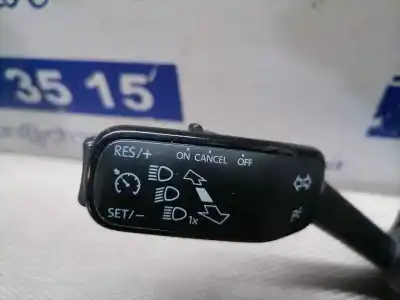 35 15
RES/+ ON CANCEL OFF
1x
SET/- P